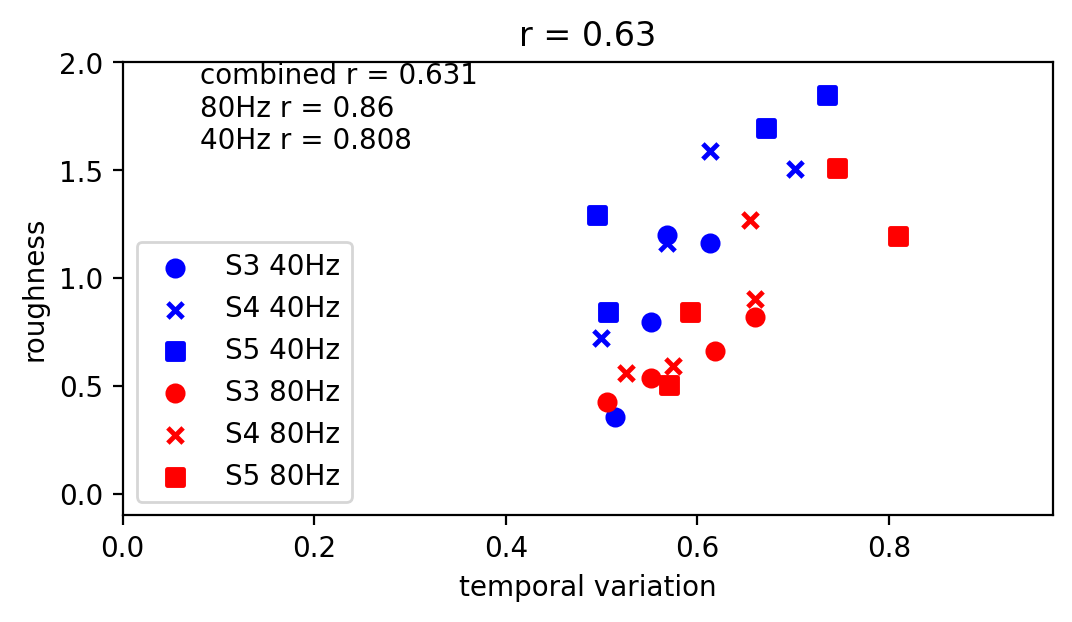 r = 0.63
combined r = 0.631
80Hz r = 0.86
40Hz r = 0.808
2.0
1.5
1.0
0.5
0.0
roughness
S3 40Hz
S4 40Hz
S5 40Hz
S3 80Hz
S4 80Hz
S5 80Hz
0.0 0.2 0.4 0.6 0.8
temporal variation